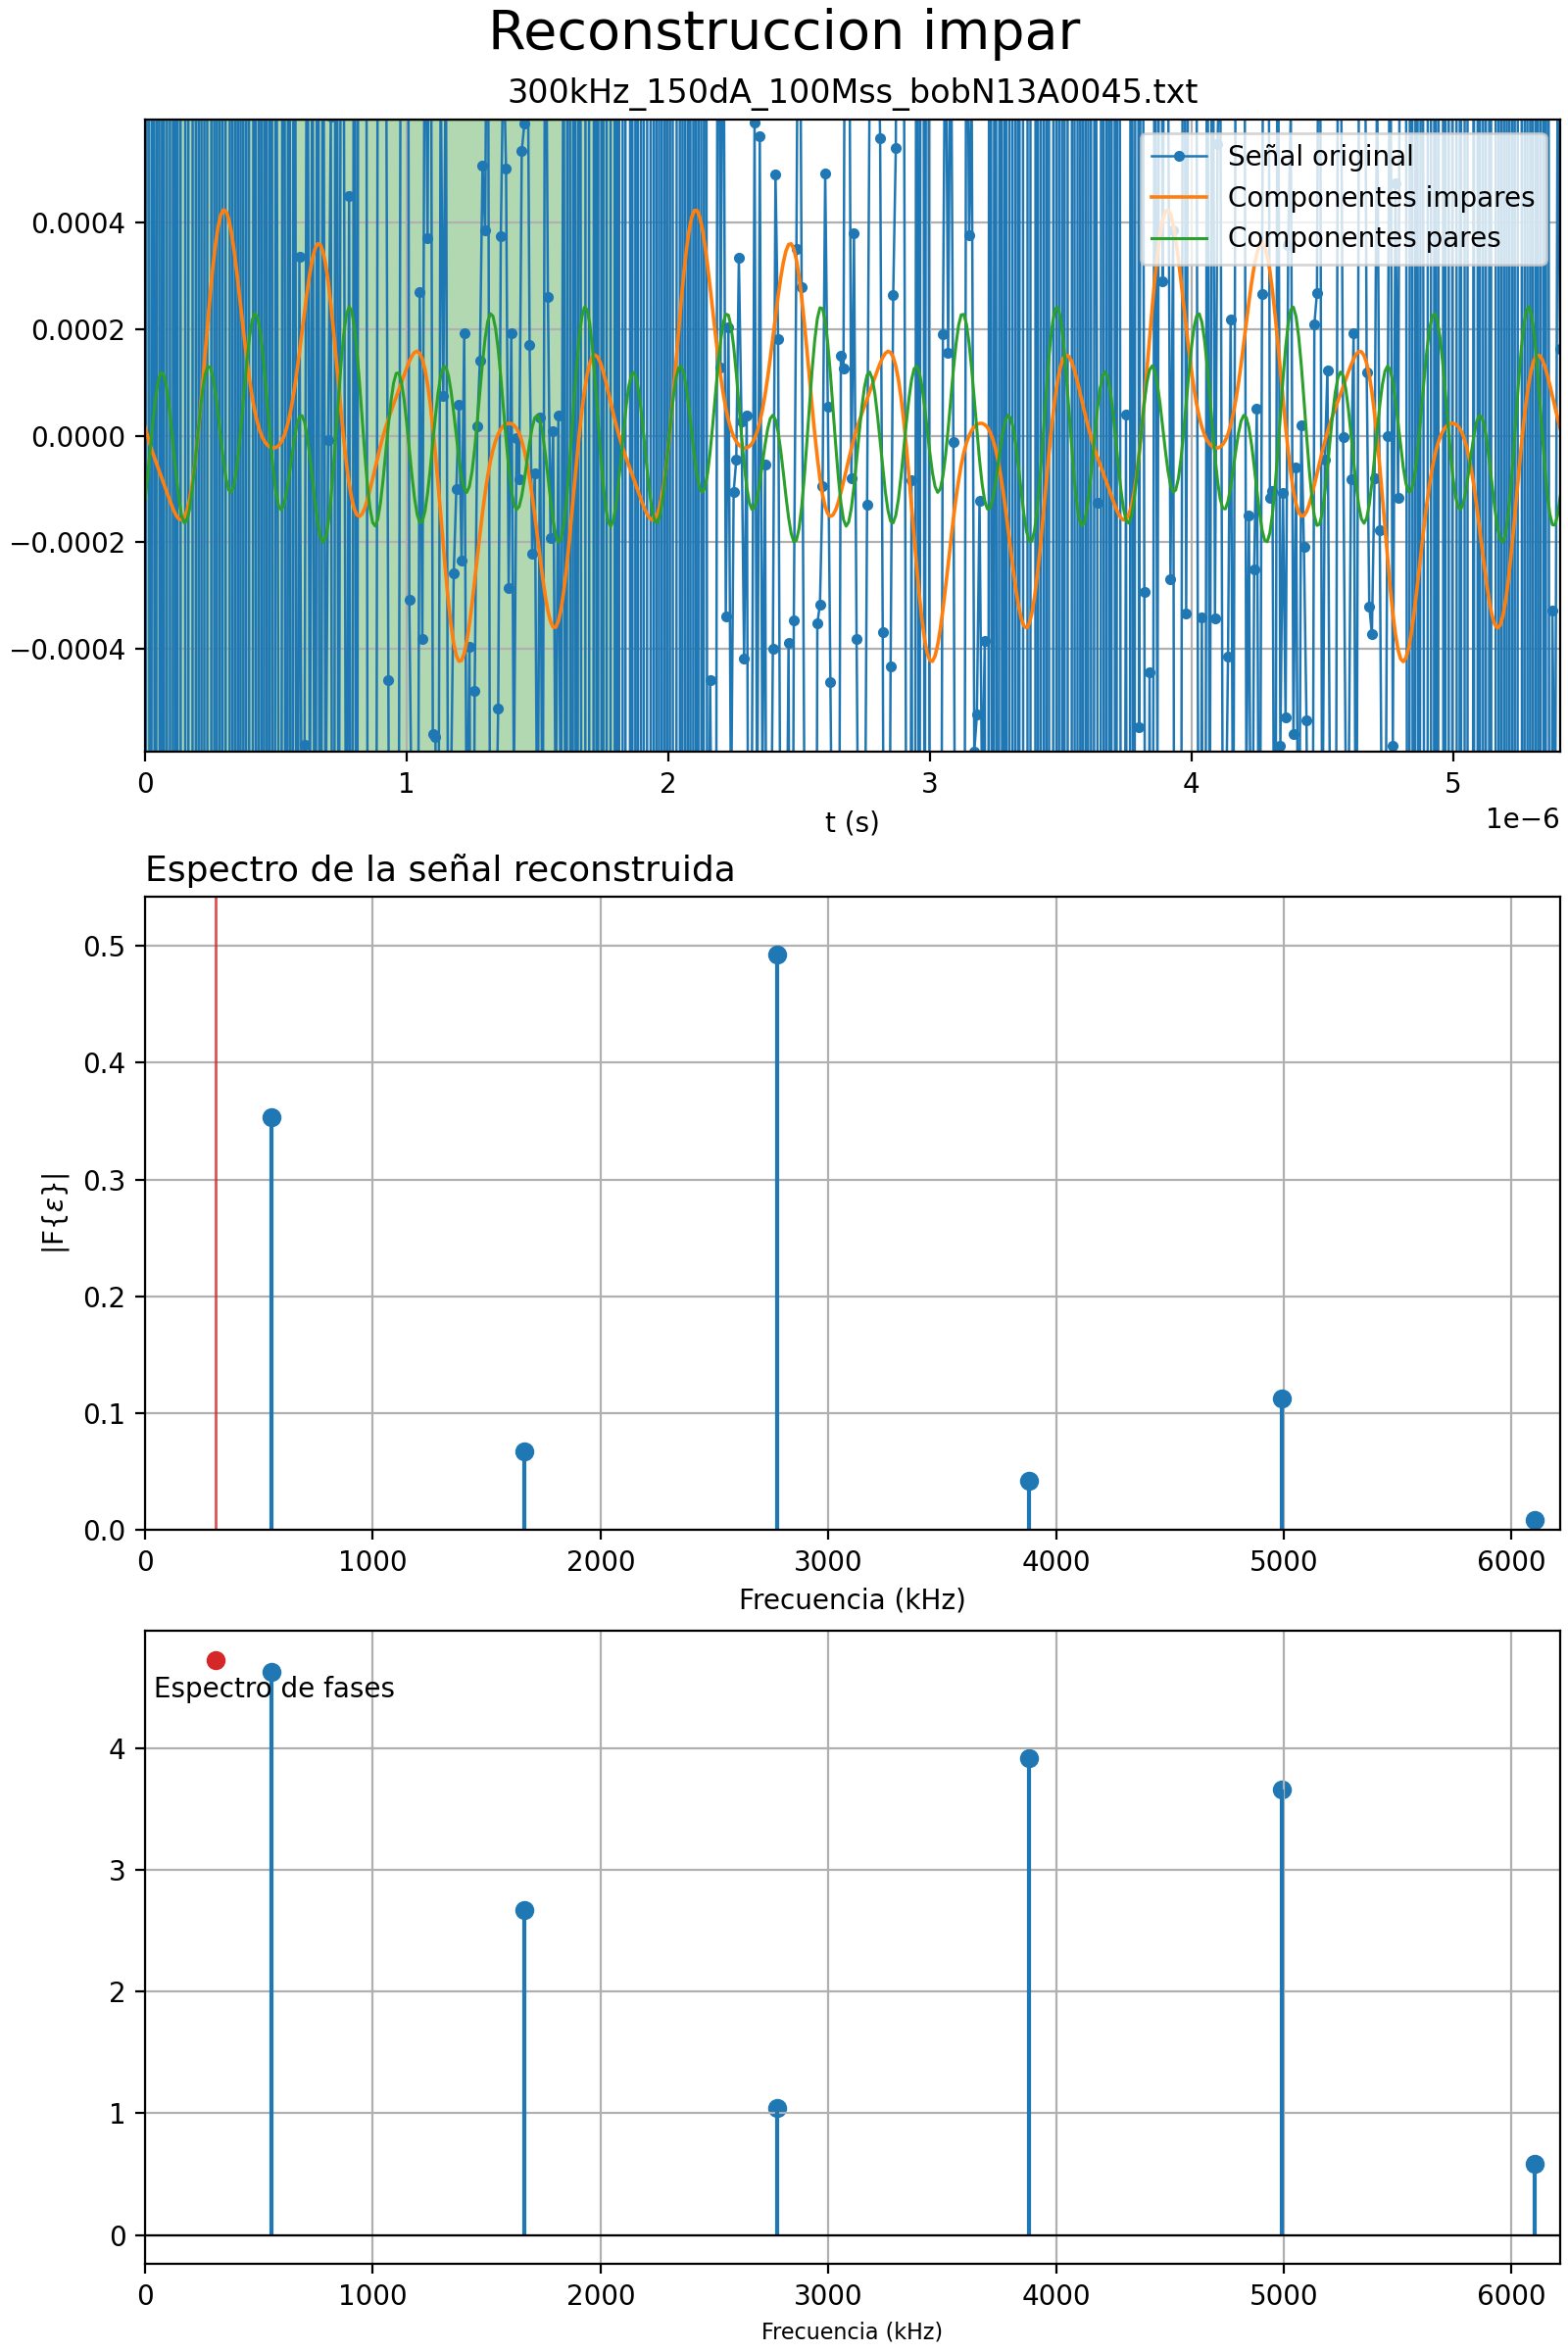 Reconstruccion impar
300kHz_150dA_100Mss_bobN13A0045.txt
Señal original
Componentes impares
Componentes pares
0.0004
0.0002
0.0000
−0.0002
−0.0004
0 1 2 3 4 5
1e−6
t (s)
Espectro de la señal reconstruida
0.5
0.4
0.3
0.2
0.1
0.0
|F{ε}|
0 1000 2000 3000 4000 5000 6000
Frecuencia (kHz)
Espectro de fases
4
3
2
1
0
0 1000 2000 3000 4000 5000 6000
Frecuencia (kHz)